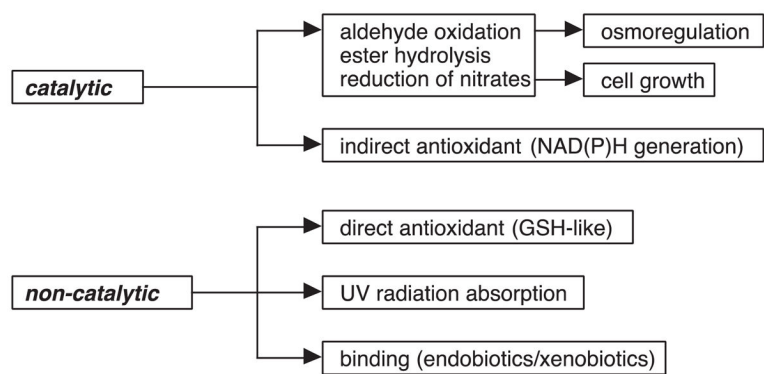 aldehyde oxidation
ester hydrolysis
reduction of nitrates
osmoregulation
cell growth
catalytic
indirect antioxidant (NAD(P)H generation)
direct antioxidant (GSH-like)
non-catalytic
UV radiation absorption
binding (endobiotics/xenobiotics)